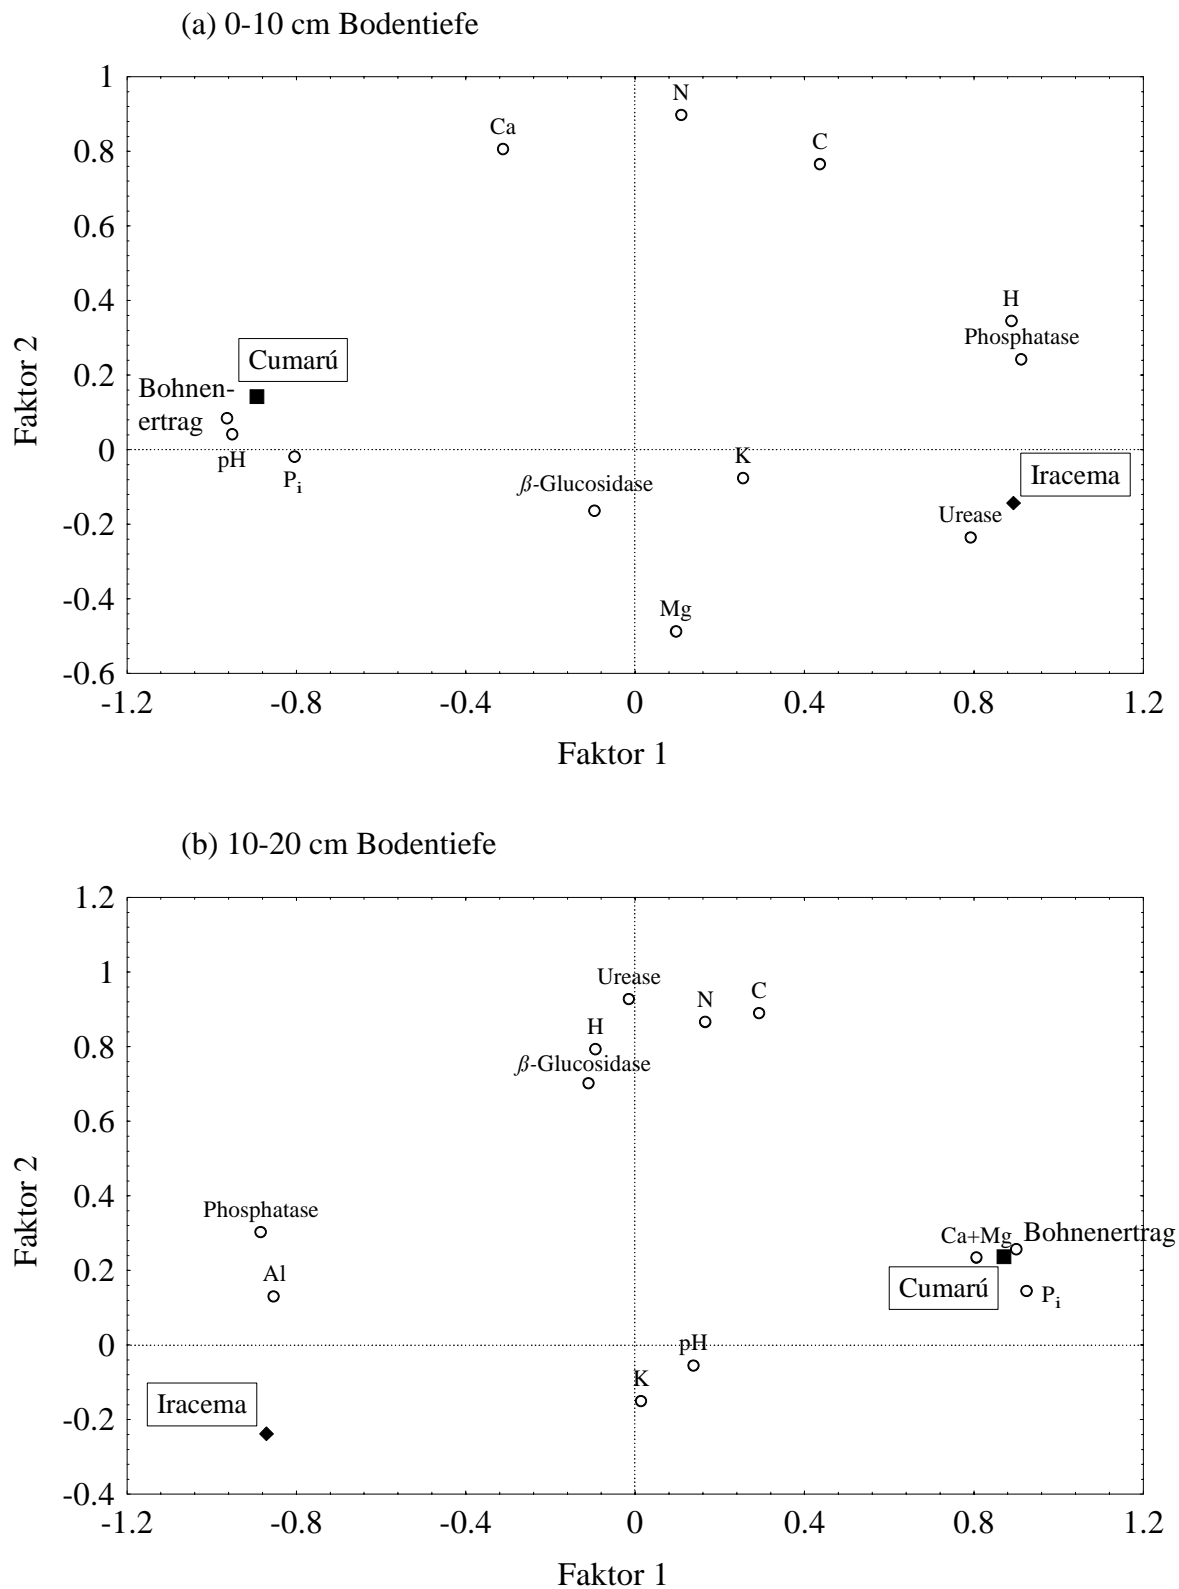 (a) 0-10 cm Bodentiefe
1
N
Ca
C
0.8
0.6
0.4
H
Phosphatase
Cumarú
Faktor 2
0.2
Bohnen-
ertrag
0
pH
P_i
K
β-Glucosidase
Iracema
-0.2
Urease
-0.4
Mg
-0.6
-1.2 -0.8 -0.4 0 0.4 0.8 1.2
Faktor 1
(b) 10-20 cm Bodentiefe
1.2
1
Urease
N
C
H
0.8
β-Glucosidase
0.6
0.4
Faktor 2
Phosphatase
Ca+Mg
Bohnenertrag
0.2
Al
Cumarú
P_i
0
pH
K
Iracema
-0.2
-0.4
-1.2 -0.8 -0.4 0 0.4 0.8 1.2
Faktor 1